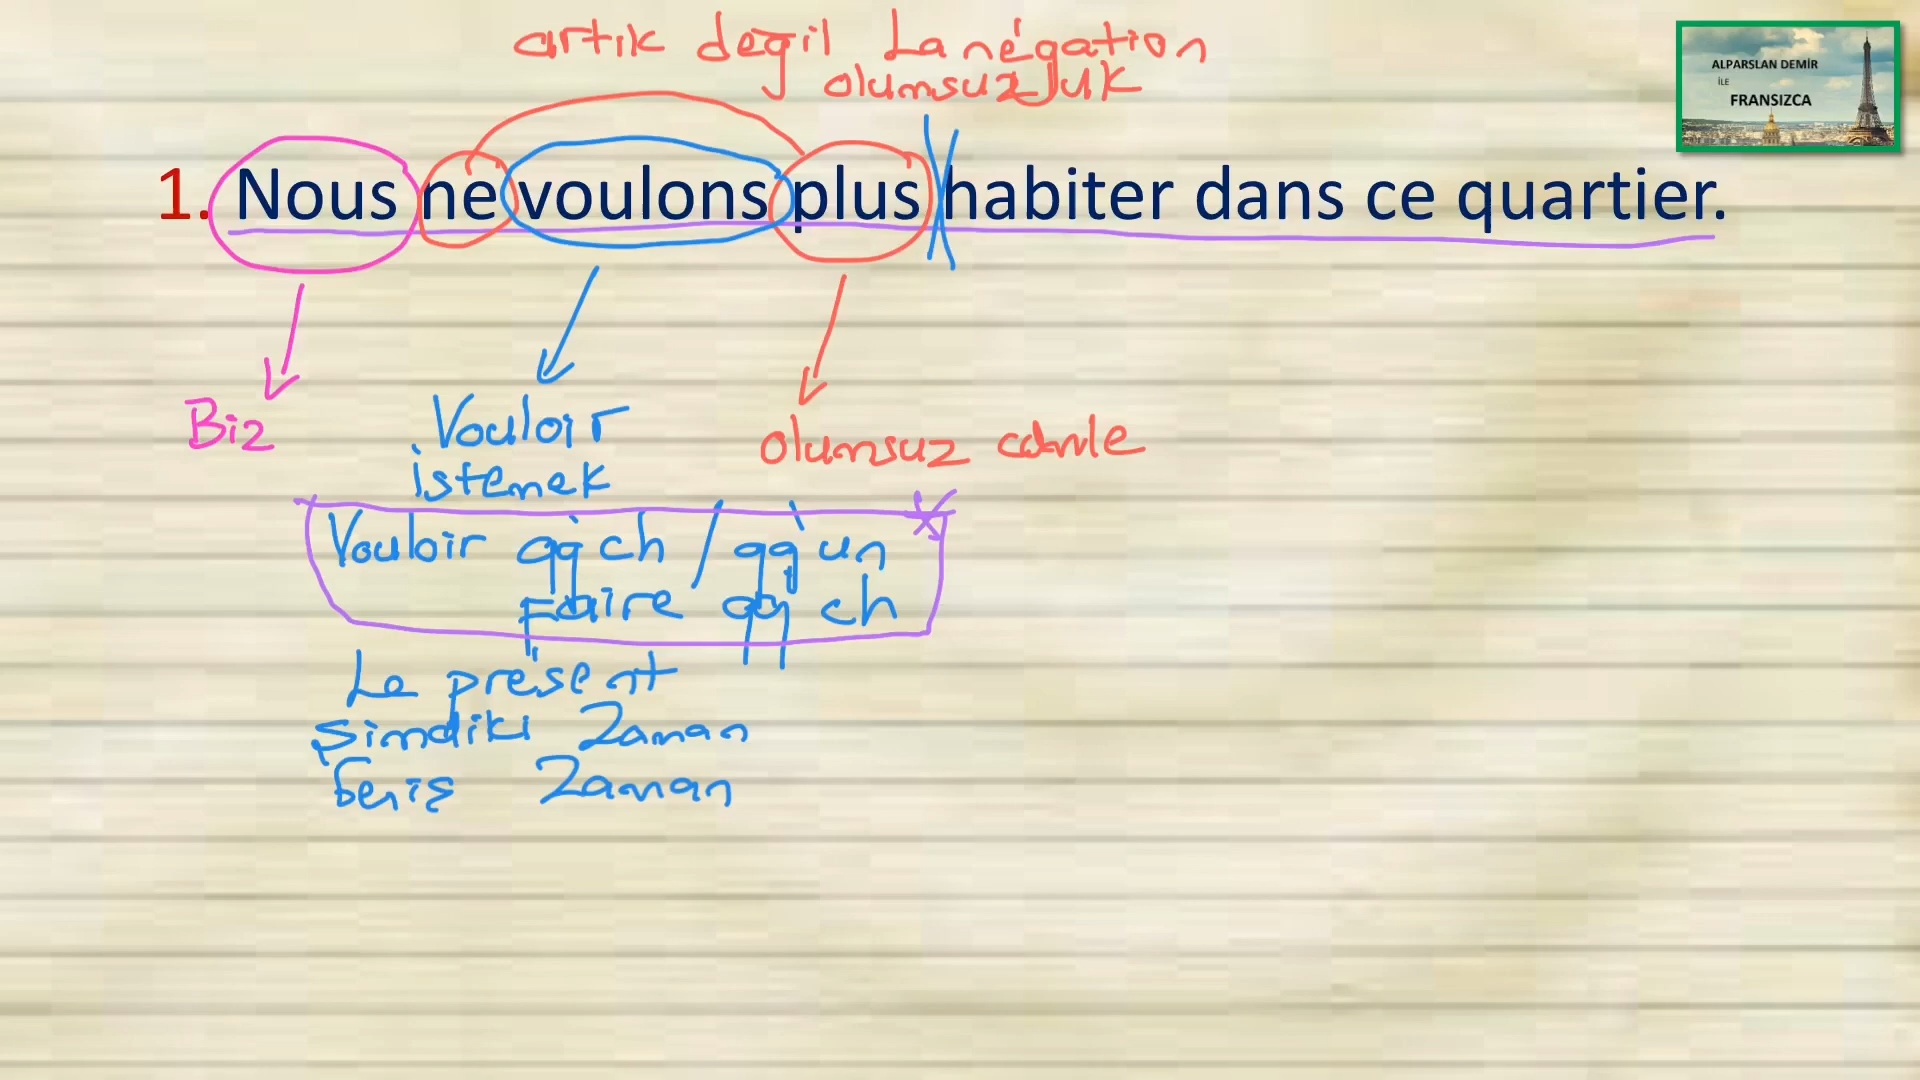 artık değil La négation
olumsuzluk
ALPARSLAN DEMİR
İLE
FRANSIZCA
1. Nous ne voulons plus habiter dans ce quartier.
Biz
Vouloir
istemek
olumsuz cümle
Vouloir qq ch / qq'un
Faire qq ch
Le présent
şimdiki Zaman
Geniş Zaman